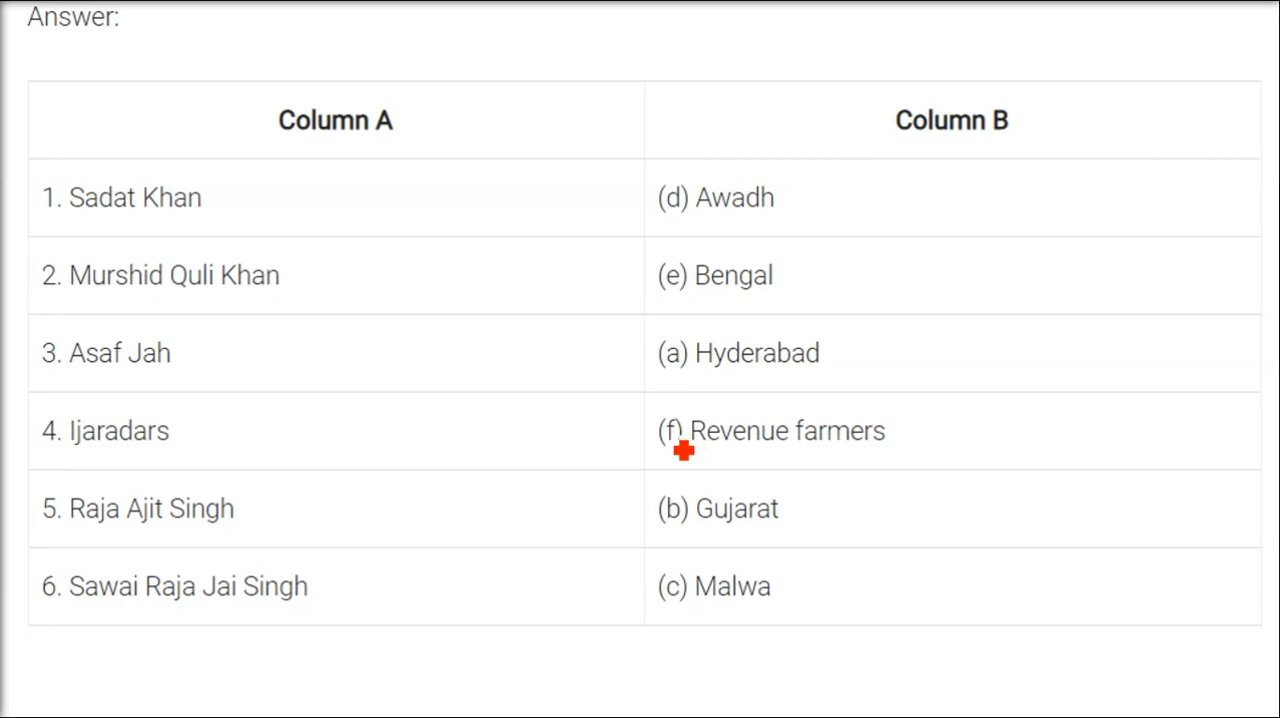 Answer:
Column A Column B
1. Sadat Khan (d) Awadh
2. Murshid Quli Khan (e) Bengal
3. Asaf Jah (a) Hyderabad
4. Ijaradars (f) Revenue farmers
5. Raja Ajit Singh (b) Gujarat
6. Sawai Raja Jai Singh (c) Malwa